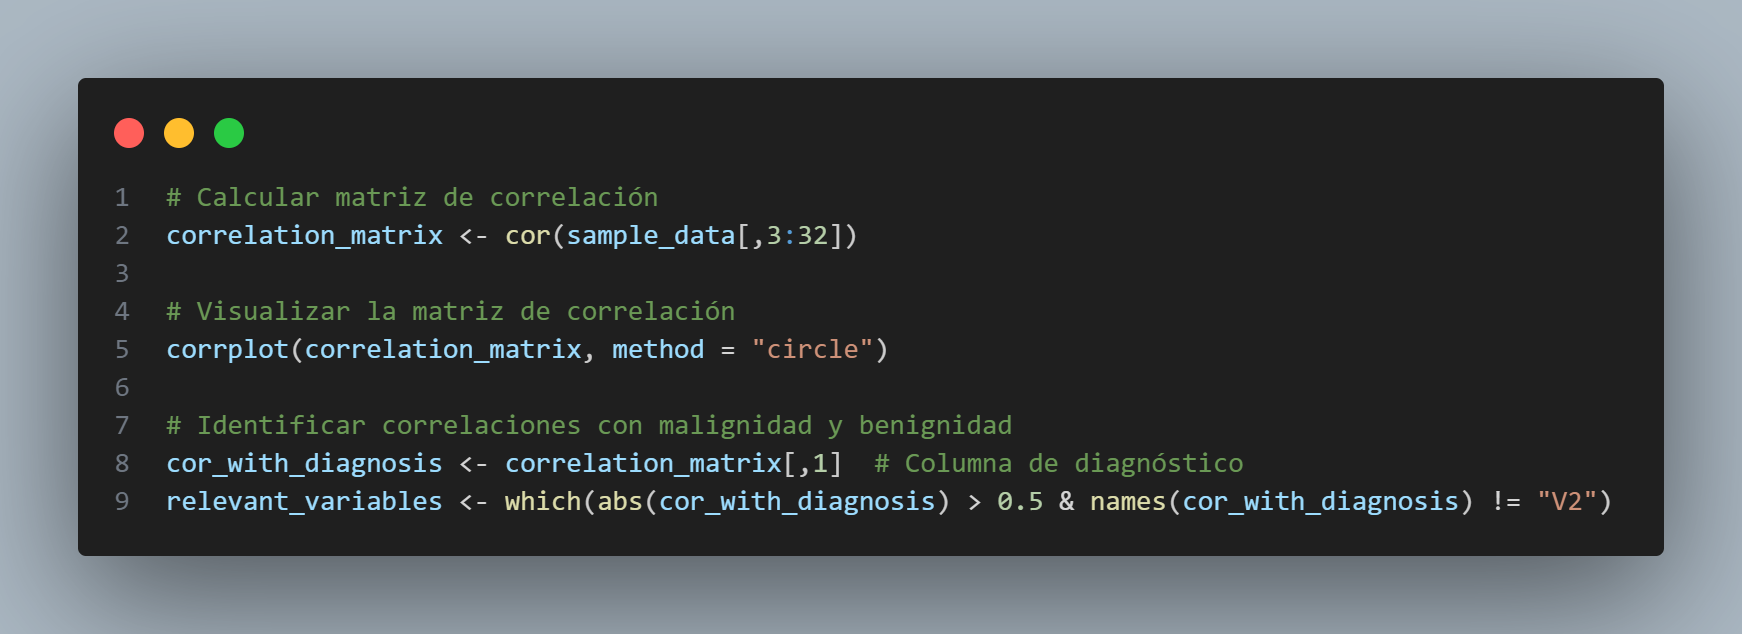 1 # Calcular matriz de correlación
2 correlation_matrix <- cor(sample_data[,3:32])
3
4 # Visualizar la matriz de correlación
5 corrplot(correlation_matrix, method = "circle")
6
7 # Identificar correlaciones con malignidad y benignidad
8 cor_with_diagnosis <- correlation_matrix[,1]  # Columna de diagnóstico
9 relevant_variables <- which(abs(cor_with_diagnosis) > 0.5 & names(cor_with_diagnosis) != "V2")